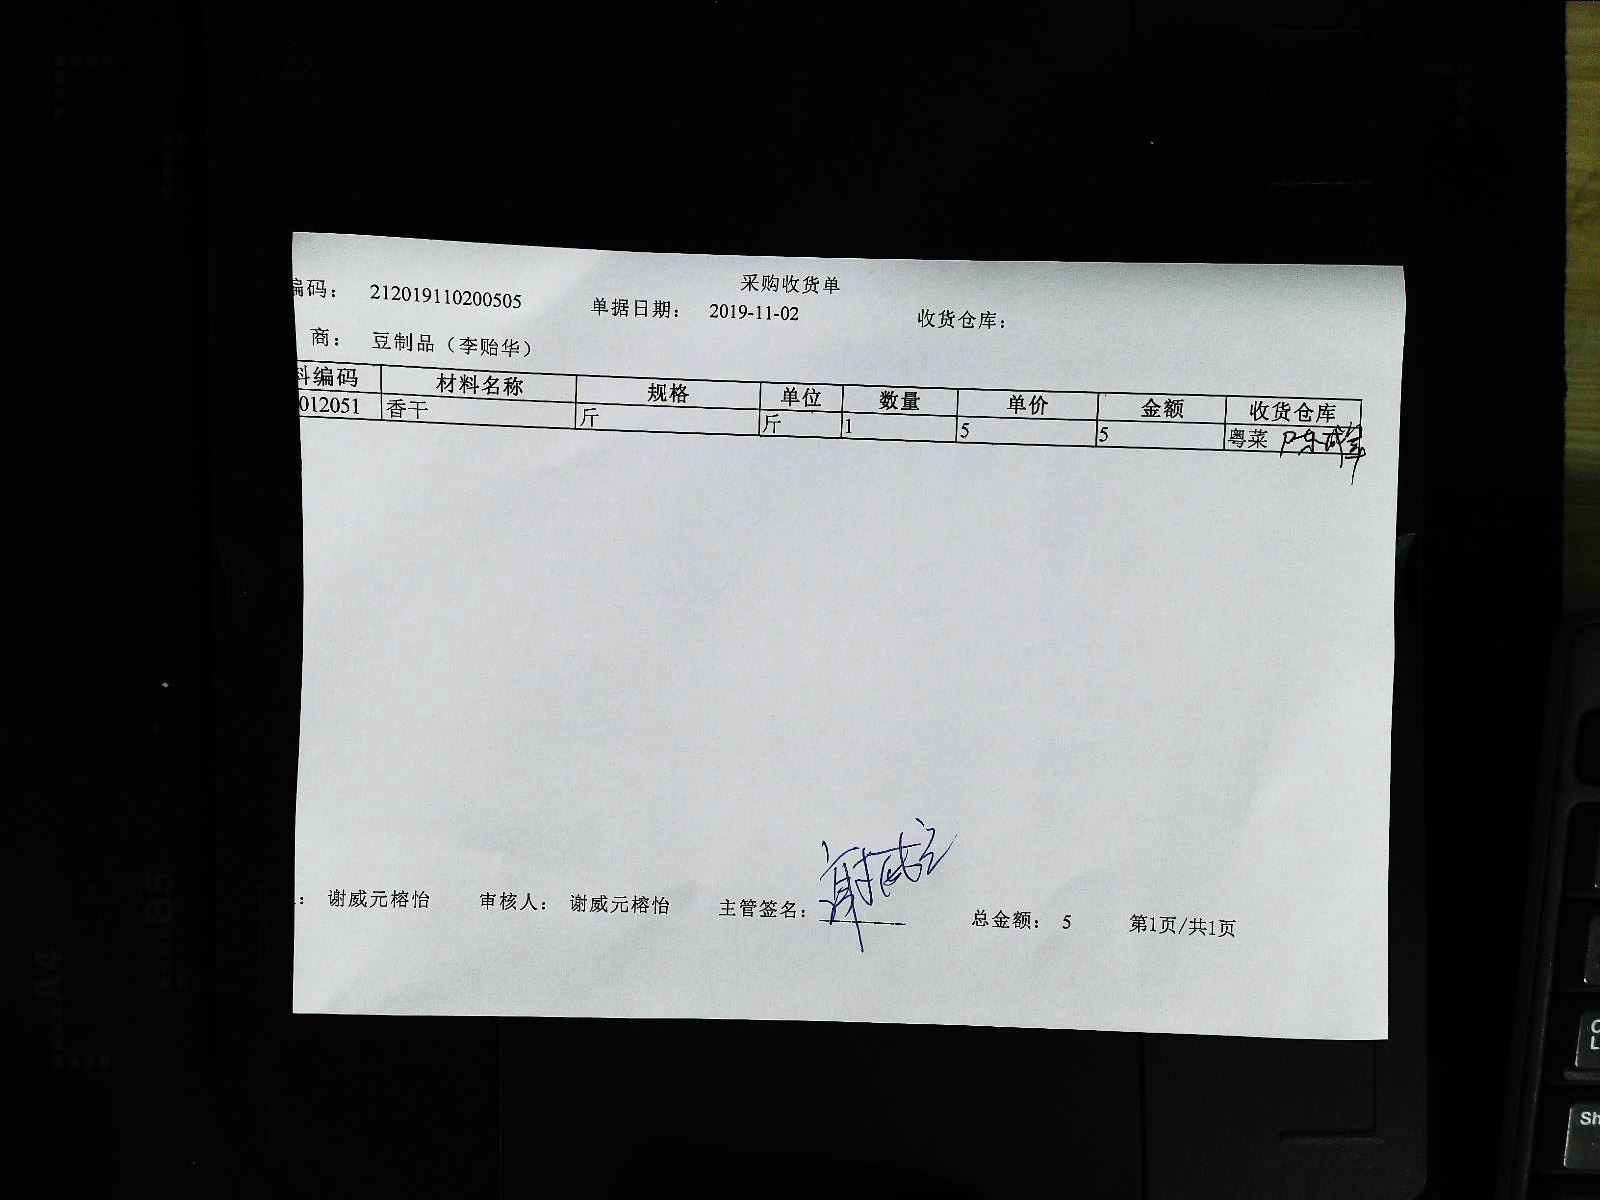 采购收货单
编码： 212019110200505 单据日期： 2019-11-02 收货仓库：
商： 豆制品（李贻华）
料编码 材料名称 规格 单位 数量 单价 金额 收货仓库
012051 香干 斤 斤 1 5 5 粤菜
： 谢威元榕怡 审核人： 谢威元榕怡 主管签名： 总金额： 5 第1页/共1页
A4
B5
Sh